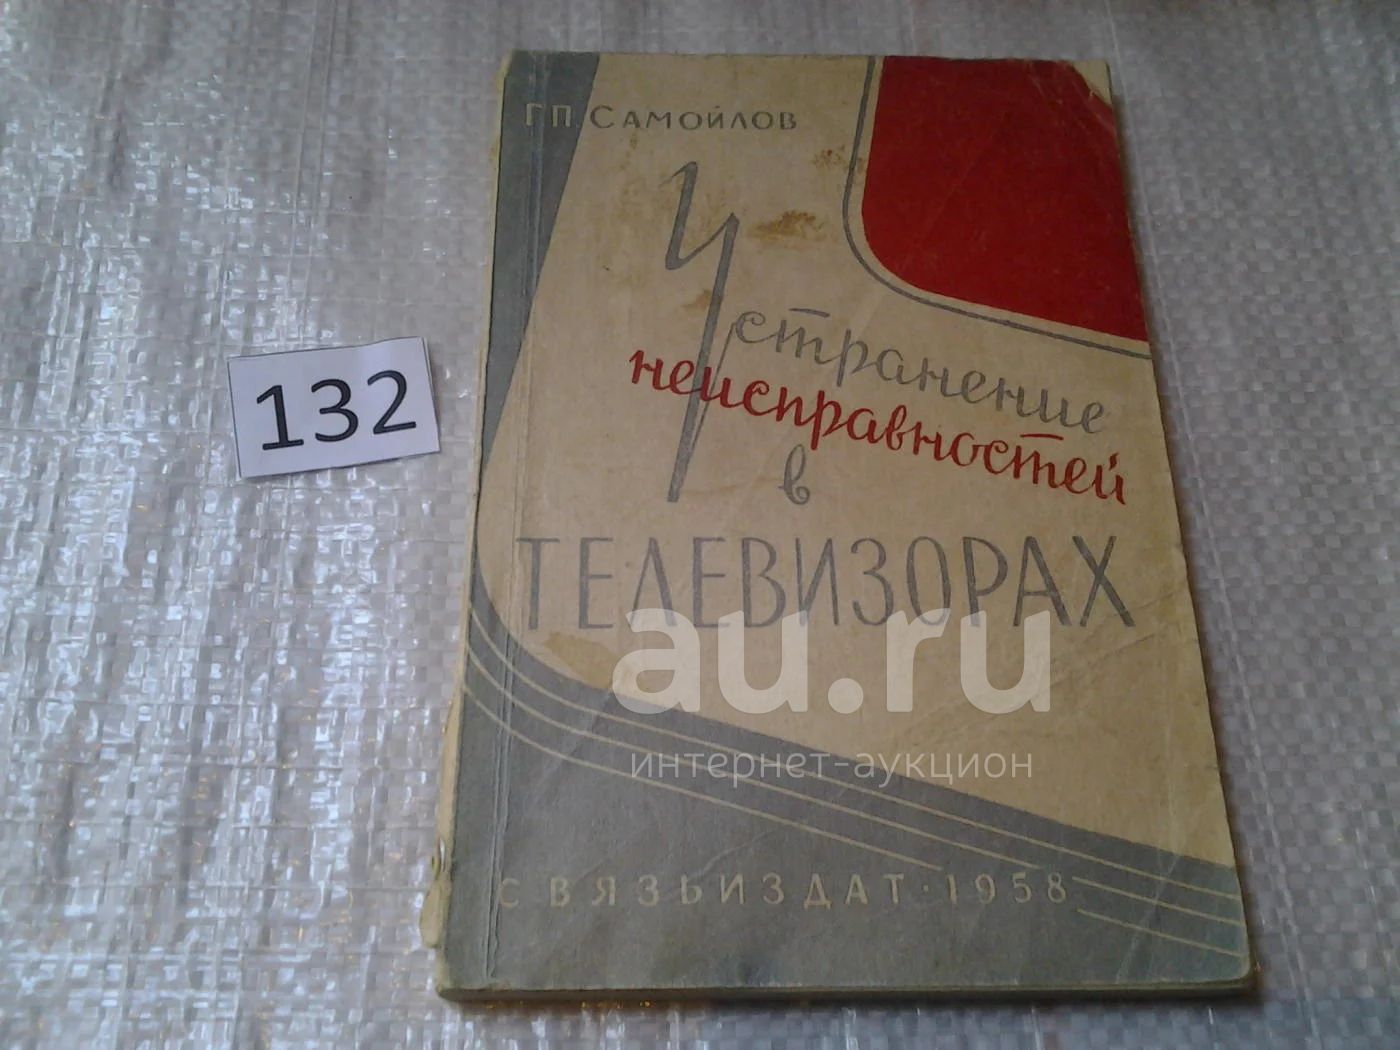 Г.П. Самойлов
Устранение
неисправностей
в
ТЕЛЕВИЗОРАХ
СВЯЗЬИЗДАТ · 1958
132
au.ru
интернет-аукцион